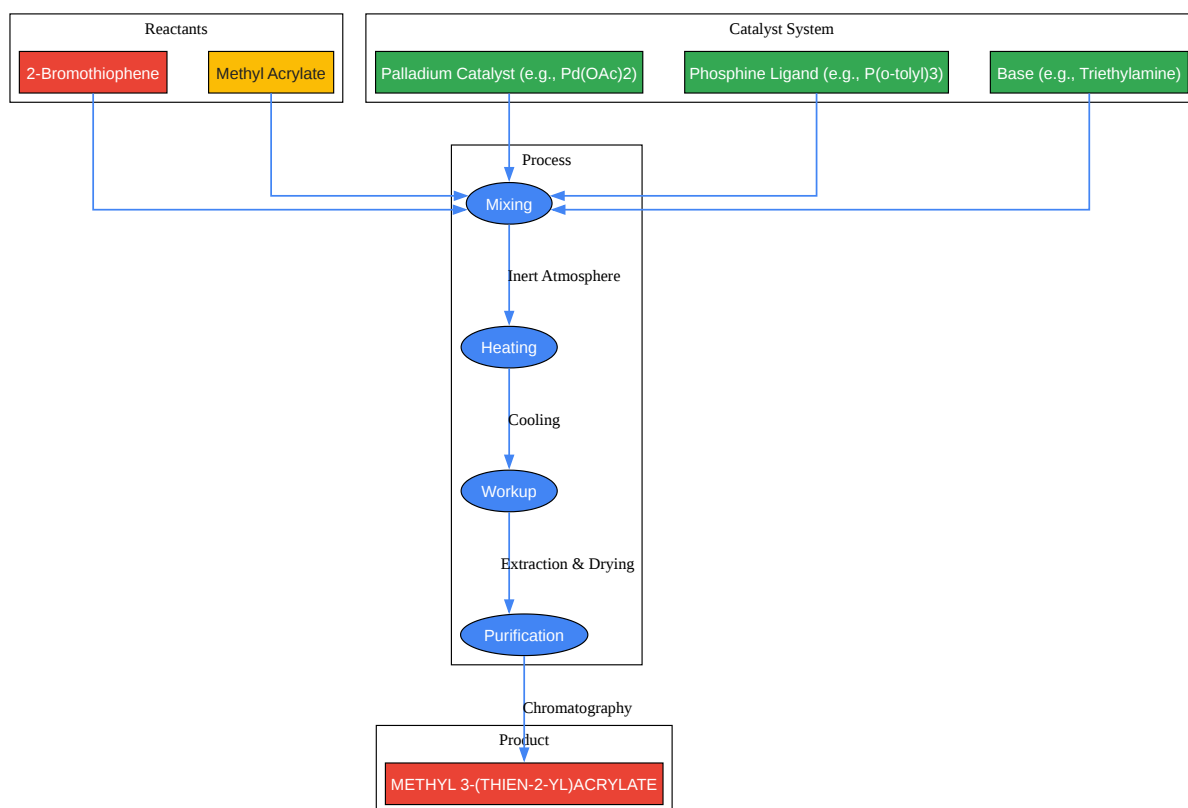 Reactants
Catalyst System
2-Bromothiophene
Methyl Acrylate
Palladium Catalyst (e.g., Pd(OAc)2)
Phosphine Ligand (e.g., P(o-tolyl)3)
Base (e.g., Triethylamine)
Process
Mixing
Inert Atmosphere
Heating
Cooling
Workup
Extraction & Drying
Purification
Chromatography
Product
METHYL 3-(THIEN-2-YL)ACRYLATE